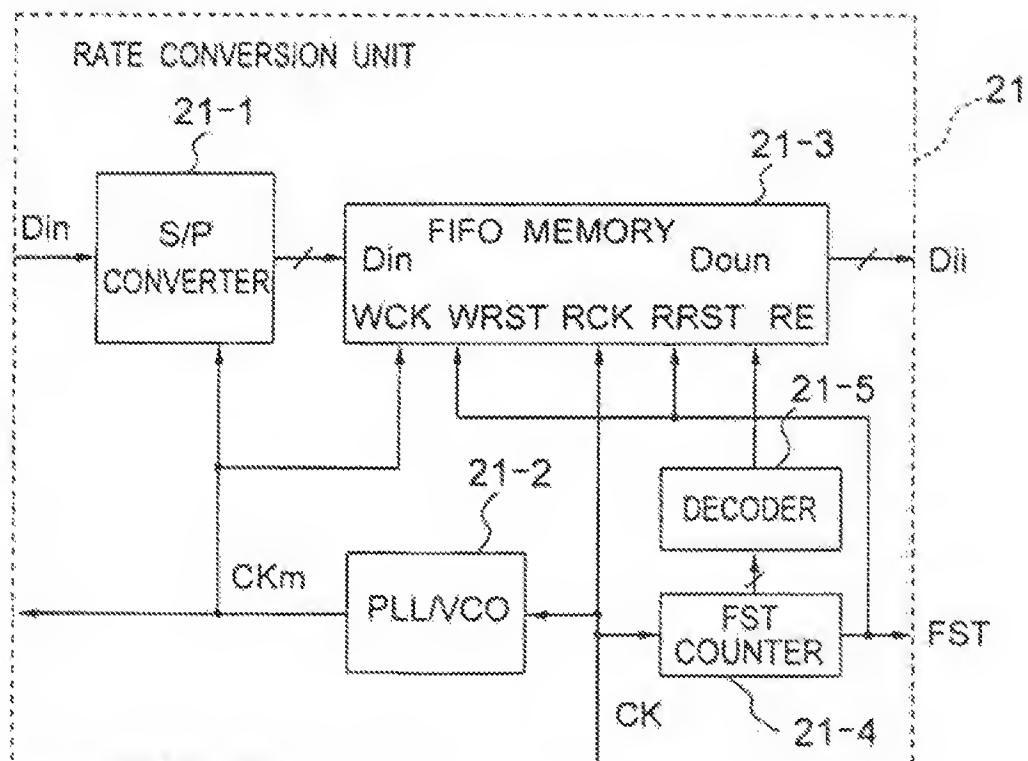 RATE CONVERSION UNIT
21
21-1
21-3
Din
S/P
CONVERTER
FIFO MEMORY
Din
Doun
Dii
WCK WRST RCK RRST RE
21-5
21-2
DECODER
CKm
PLL/VCO
FST
COUNTER
FST
CK
21-4